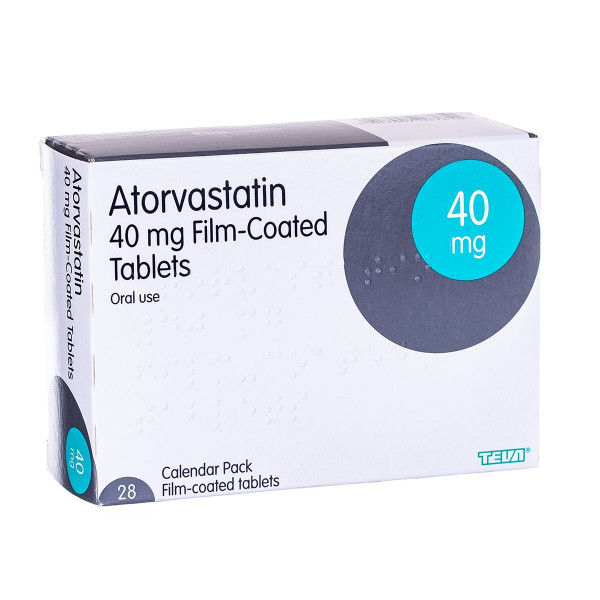 Atorvastatin
40 mg Film-Coated
Tablets
Oral use
40
mg
Calendar Pack
Film-coated tablets
28
TEVA®
Atorvastatin
40 mg Film-Coated Tablets
40
mg